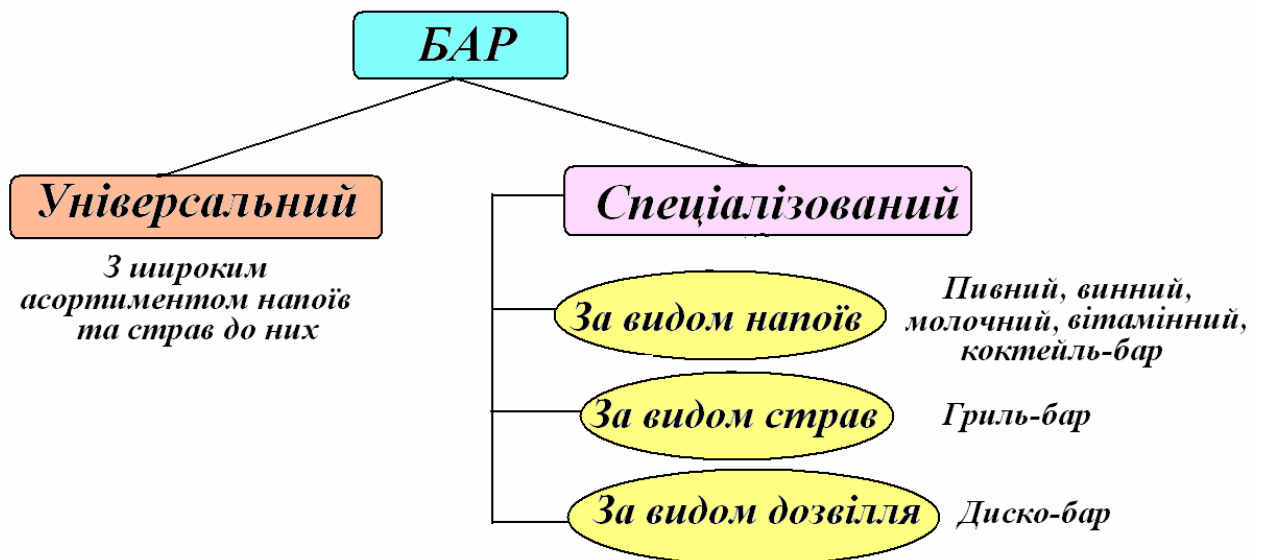 БАР
Універсальний
З широким
асортиментом напоїв
та страв до них
Спеціалізований
За видом напоїв
Пивний, винний,
молочний, вітамінний,
коктейль-бар
За видом страв
Гриль-бар
За видом дозвілля
Диско-бар